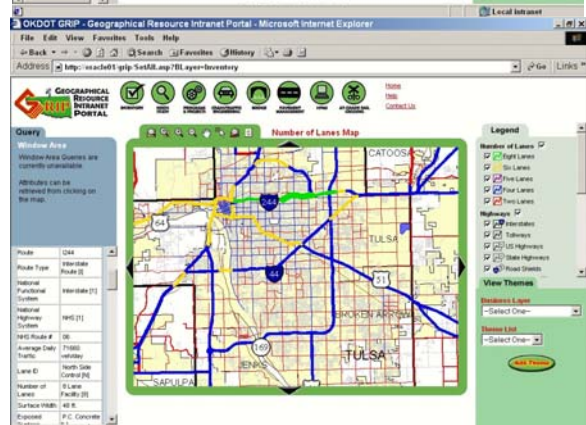 Local intranet
OKDOT GRIP - Geographical Resource Intranet Portal - Microsoft Internet Explorer
File Edit View Favorites Tools Help
Back Search Favorites History
Address http://oracle01/grip/SetAll.asp?BLayer=Inventory Go Links
GRIP
GEOGRAPHICAL
RESOURCE
INTRANET
PORTAL
INVENTORY
BRIDGE
HPMS
Home
Help
Contact Us
Query
Number of Lanes Map
Legend
Window Area
Window Area Queries are
currently unavailable.
Attributes can be
retrieved from clicking on
the map.
Number of Lanes
Eight Lanes
Six Lanes
Five Lanes
Four Lanes
Two Lanes
Highways
Interstates
Tollways
US Highways
State Highways
Road Shields
CATOOSA
244
64
TULSA
44
51
BROKEN ARROW
169
TULSA
JENKS
SAPULPA
Route I244
Route Type Interstate
Route [I]
National
Functional
System Interstate [1]
National
Highway
System NHS [1]
NHS Route # 06
Average Daily
Traffic 71660
veh/day
Lane ID North Side
Control [N]
Number of
Lanes 8 Lane
Facility [8]
Surface Width 48 ft.
Exposed
Surface P.C. Concrete
View Themes
Business Layer
--Select One--
Theme List
--Select One--
Add Theme